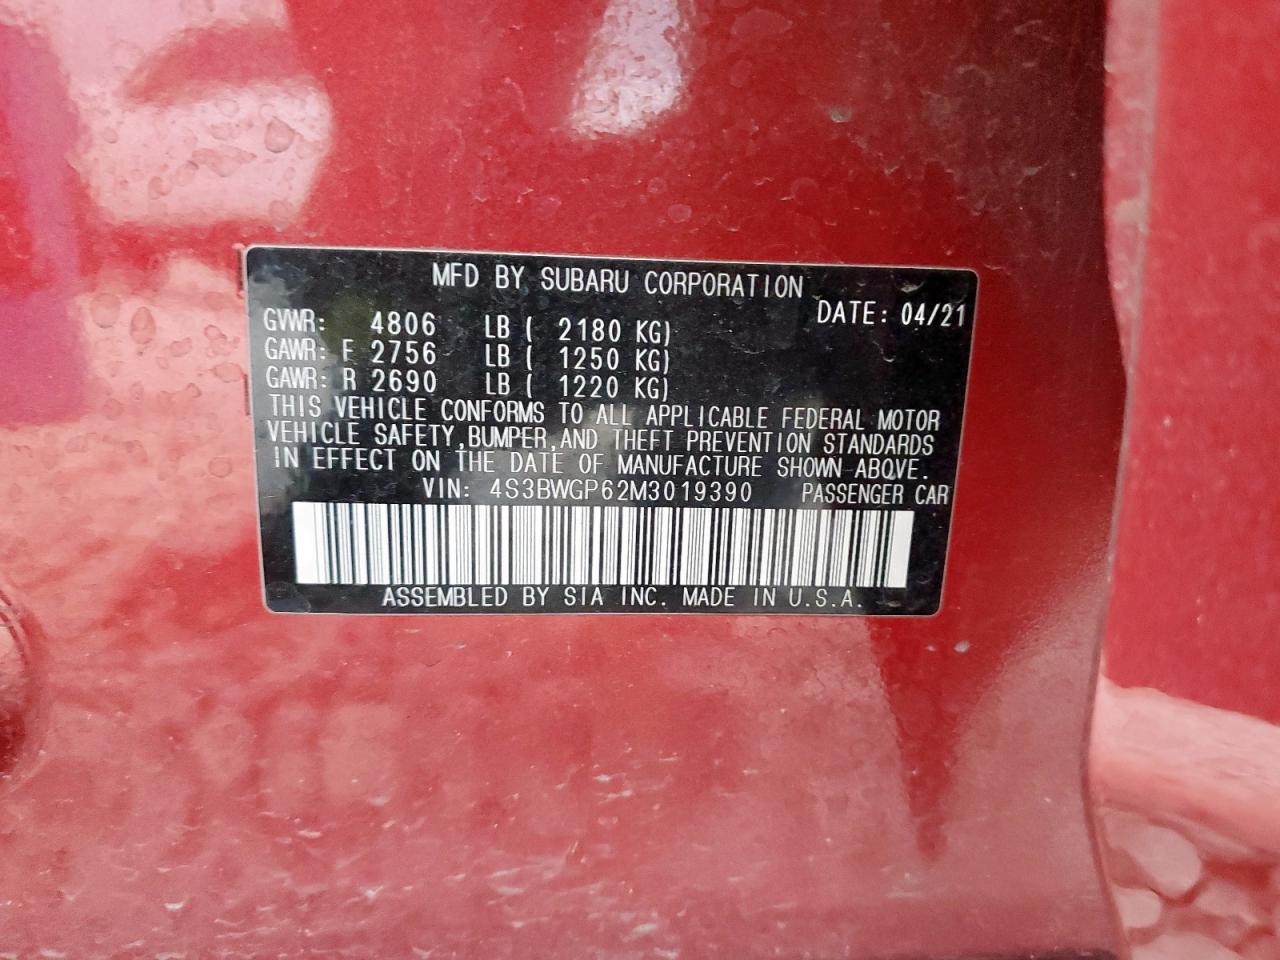 MFD BY SUBARU CORPORATION
DATE: 04/21
GVWR: 4806 LB ( 2180 KG)
GAWR: F 2756 LB ( 1250 KG)
GAWR: R 2690 LB ( 1220 KG)
THIS VEHICLE CONFORMS TO ALL APPLICABLE FEDERAL MOTOR
VEHICLE SAFETY,BUMPER,AND THEFT PREVENTION STANDARDS
IN EFFECT ON THE DATE OF MANUFACTURE SHOWN ABOVE.
VIN: 4S3BWGP62M3019390 PASSENGER CAR
ASSEMBLED BY SIA INC. MADE IN U.S.A.